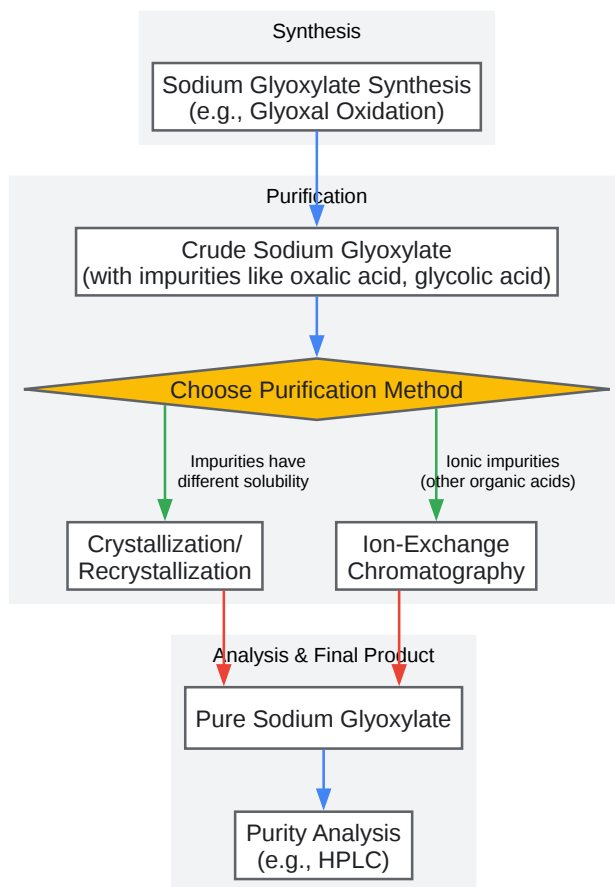 Synthesis
Sodium Glyoxylate Synthesis
(e.g., Glyoxal Oxidation)
Purification
Crude Sodium Glyoxylate
(with impurities like oxalic acid, glycolic acid)
Choose Purification Method
Impurities have
different solubility
Ionic impurities
(other organic acids)
Crystallization/
Recrystallization
Ion-Exchange
Chromatography
Analysis & Final Product
Pure Sodium Glyoxylate
Purity Analysis
(e.g., HPLC)